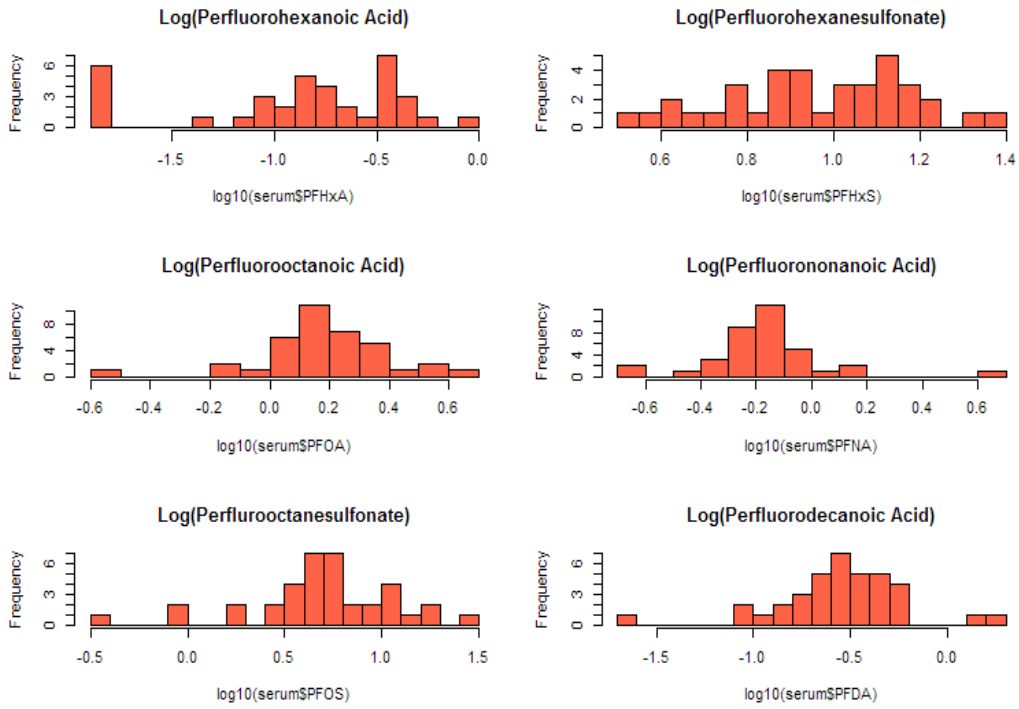 Log(Perfluorohexanoic Acid)
Frequency
0 3 6
-1.5 -1.0 -0.5 0.0
log10(serum$PFHxA)
Log(Perfluorohexanesulfonate)
Frequency
0 2 4
0.6 0.8 1.0 1.2 1.4
log10(serum$PFHxS)
Log(Perfluorooctanoic Acid)
Frequency
0 4 8
-0.6 -0.4 -0.2 0.0 0.2 0.4 0.6
log10(serum$PFOA)
Log(Perfluorononanoic Acid)
Frequency
0 4 8
-0.6 -0.4 -0.2 0.0 0.2 0.4 0.6
log10(serum$PFNA)
Log(Perflurooctanesulfonate)
Frequency
0 3 6
-0.5 0.0 0.5 1.0 1.5
log10(serum$PFOS)
Log(Perfluorodecanoic Acid)
Frequency
0 3 6
-1.5 -1.0 -0.5 0.0
log10(serum$PFDA)